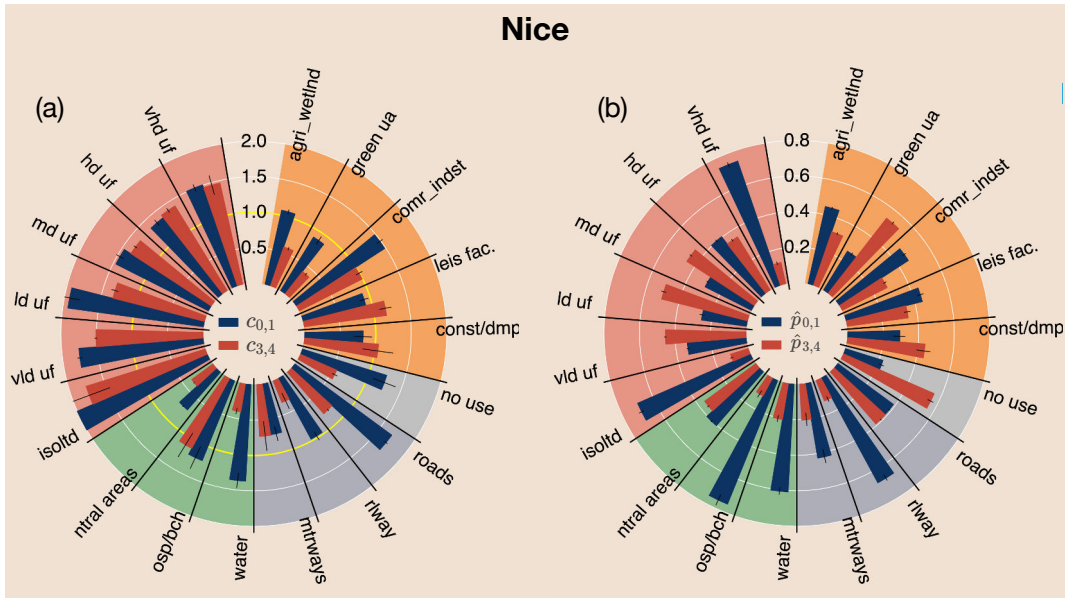 Nice
(a)
agri_wetlnd
green ua
comr_indst
leis fac.
const/dmp
no use
roads
rlway
mtrways
water
osp/bch
ntral areas
isoltd
vld uf
ld uf
md uf
hd uf
vhd uf
2.0
1.5
1.0
0.5
c0,1
c3,4
(b)
agri_wetlnd
green ua
comr_indst
leis fac.
const/dmp
no use
roads
rlway
mtrways
water
osp/bch
ntral areas
isoltd
vld uf
ld uf
md uf
hd uf
vhd uf
0.8
0.6
0.4
0.2
p̂0,1
p̂3,4